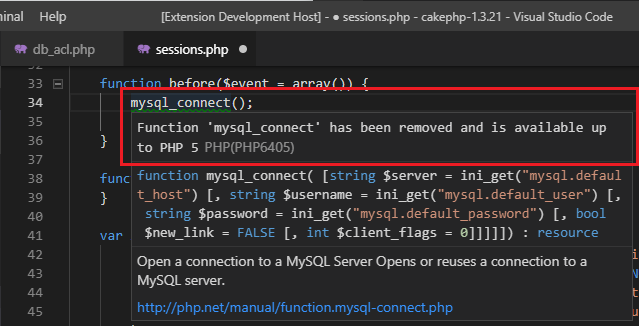 ninal Help [Extension Development Host] - ● sessions.php - cakephp-1.3.21 - Visual Studio Code
db_acl.php sessions.php ●
32
33 function before($event = array()) {
34 mysql_connect();
35 Function 'mysql_connect' has been removed and is available up
36 } to PHP 5 PHP(PHP6405)
37
38 func function mysql_connect( [string $server = ini_get("mysql.defaul
39 } t_host") [, string $username = ini_get("mysql.default_user") [,
40 string $password = ini_get("mysql.default_password") [, bool
41 var $new_link = FALSE [, int $client_flags = 0]]]]]) : resource
42 Open a connection to a MySQL Server Opens or reuses a connection to a
43 MySQL server.
44
45 http://php.net/manual/function.mysql-connect.php